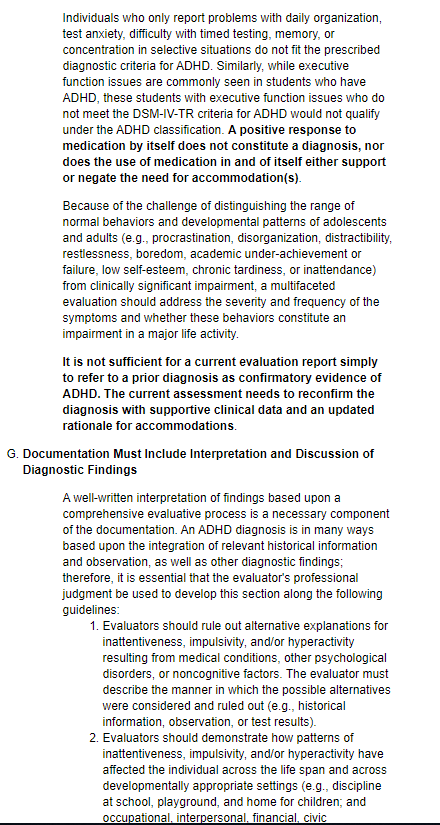 Individuals who only report problems with daily organization,
test anxiety, difficulty with timed testing, memory, or
concentration in selective situations do not fit the prescribed
diagnostic criteria for ADHD. Similarly, while executive
function issues are commonly seen in students who have
ADHD, these students with executive function issues who do
not meet the DSM-IV-TR criteria for ADHD would not qualify
under the ADHD classification. A positive response to
medication by itself does not constitute a diagnosis, nor
does the use of medication in and of itself either support
or negate the need for accommodation(s).
Because of the challenge of distinguishing the range of
normal behaviors and developmental patterns of adolescents
and adults (e.g., procrastination, disorganization, distractibility,
restlessness, boredom, academic under-achievement or
failure, low self-esteem, chronic tardiness, or inattendance)
from clinically significant impairment, a multifaceted
evaluation should address the severity and frequency of the
symptoms and whether these behaviors constitute an
impairment in a major life activity.
It is not sufficient for a current evaluation report simply
to refer to a prior diagnosis as confirmatory evidence of
ADHD. The current assessment needs to reconfirm the
diagnosis with supportive clinical data and an updated
rationale for accommodations.
G. Documentation Must Include Interpretation and Discussion of
Diagnostic Findings
A well-written interpretation of findings based upon a
comprehensive evaluative process is a necessary component
of the documentation. An ADHD diagnosis is in many ways
based upon the integration of relevant historical information
and observation, as well as other diagnostic findings;
therefore, it is essential that the evaluator's professional
judgment be used to develop this section along the following
guidelines:
1. Evaluators should rule out alternative explanations for
inattentiveness, impulsivity, and/or hyperactivity
resulting from medical conditions, other psychological
disorders, or noncognitive factors. The evaluator must
describe the manner in which the possible alternatives
were considered and ruled out (e.g., historical
information, observation, or test results).
2. Evaluators should demonstrate how patterns of
inattentiveness, impulsivity, and/or hyperactivity have
affected the individual across the life span and across
developmentally appropriate settings (e.g., discipline
at school, playground, and home for children; and
occupational, interpersonal, financial, civic